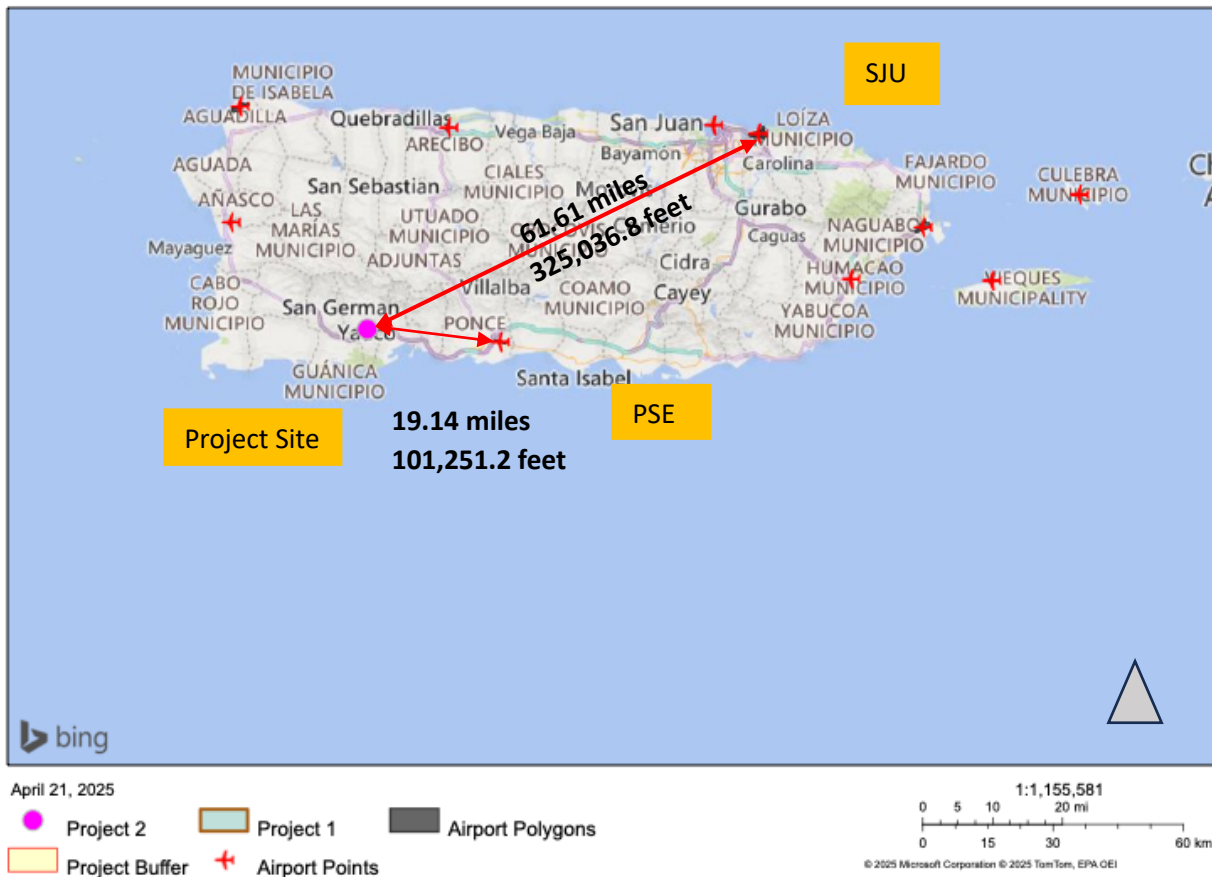 SJU
MUNICIPIO
DE ISABELA
AGUADILLA
Quebradillas
ARECIBO
Vega Baja
San Juan
LOÍZA
MUNICIPIO
Bayamón
Carolina
AGUADA
San Sebastian
CIALES
MUNICIPIO
FAJARDO
MUNICIPIO
CULEBRA
MUNICIPIO
AÑASCO
LAS
MARÍAS
MUNICIPIO
UTUADO
MUNICIPIO
61.61 miles
325,036.8 feet
Gurabo
Caguas
NAGUABO
MUNICIPIO
Mayaguez
ADJUNTAS
Cidra
HUMACAO
MUNICIPIO
CABO
ROJO
MUNICIPIO
San German
Villalba
COAMO
MUNICIPIO
Cayey
YABUCOA
MUNICIPIO
MUNICIPALITY
PONCE
GUÁNICA
MUNICIPIO
Santa Isabel
Project Site
19.14 miles
101,251.2 feet
PSE
bing
April 21, 2025
1:1,155,581
0 5 10 20 mi
0 15 30 60 km
Project 2
Project 1
Airport Polygons
Project Buffer
Airport Points
© 2025 Microsoft Corporation © 2025 TomTom, EPA OEI